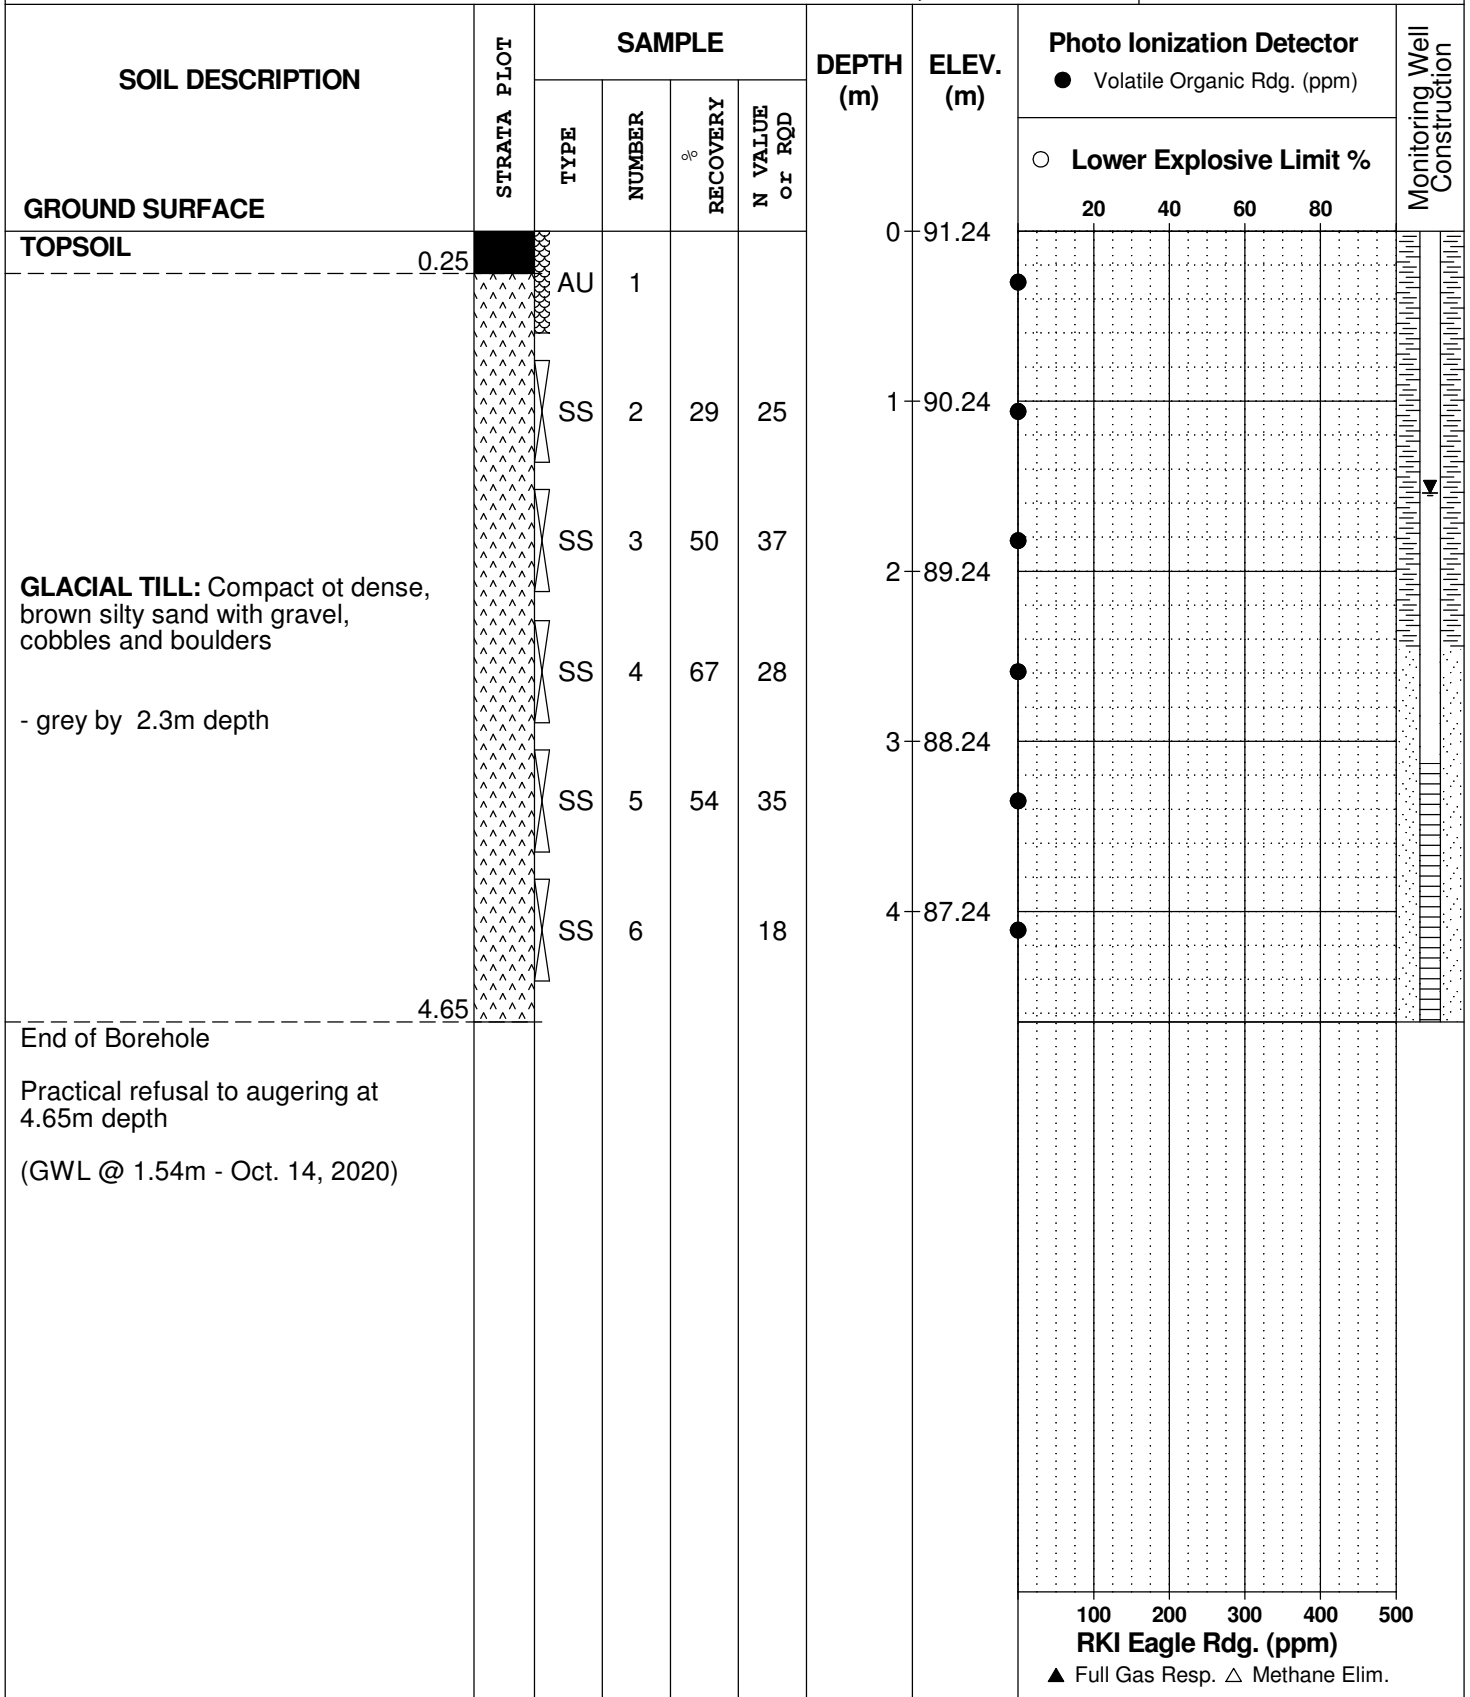 SOIL DESCRIPTION
GROUND SURFACE
STRATA PLOT
SAMPLE
TYPE
NUMBER
%
RECOVERY
N VALUE
or RQD
DEPTH
(m)
ELEV.
(m)
Photo Ionization Detector
● Volatile Organic Rdg. (ppm)
○ Lower Explosive Limit %
20 40 60 80
Monitoring Well
Construction
0 91.24
TOPSOIL
0.25
AU 1
1 90.24
SS 2 29 25
SS 3 50 37
2 89.24
GLACIAL TILL: Compact ot dense,
brown silty sand with gravel,
cobbles and boulders
SS 4 67 28
- grey by 2.3m depth
3 88.24
SS 5 54 35
4 87.24
SS 6 18
4.65
End of Borehole
Practical refusal to augering at
4.65m depth
(GWL @ 1.54m - Oct. 14, 2020)
100 200 300 400 500
RKI Eagle Rdg. (ppm)
▲ Full Gas Resp. △ Methane Elim.